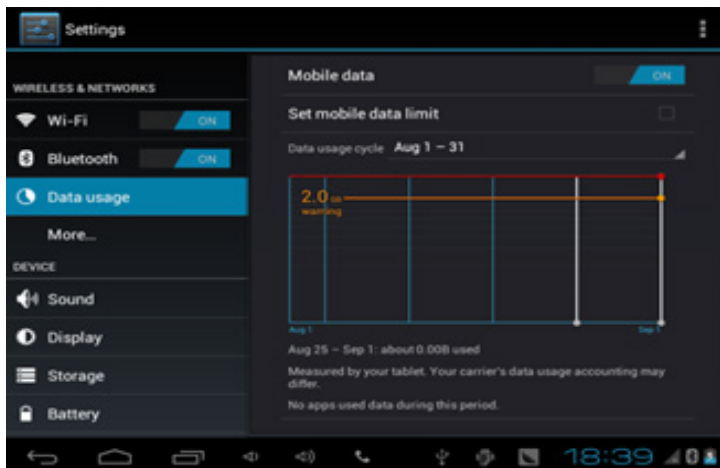 Settings
WIRELESS & NETWORKS
Wi-Fi ON
Bluetooth ON
Data usage
More...
DEVICE
Sound
Display
Storage
Battery
Mobile data ON
Set mobile data limit
Data usage cycle Aug 1 – 31
2.0 GB
warning
Aug 1 Sep 1
Aug 25 – Sep 1: about 0.00B used
Measured by your tablet. Your carrier's data usage accounting may
differ.
No apps used data during this period.
18:39